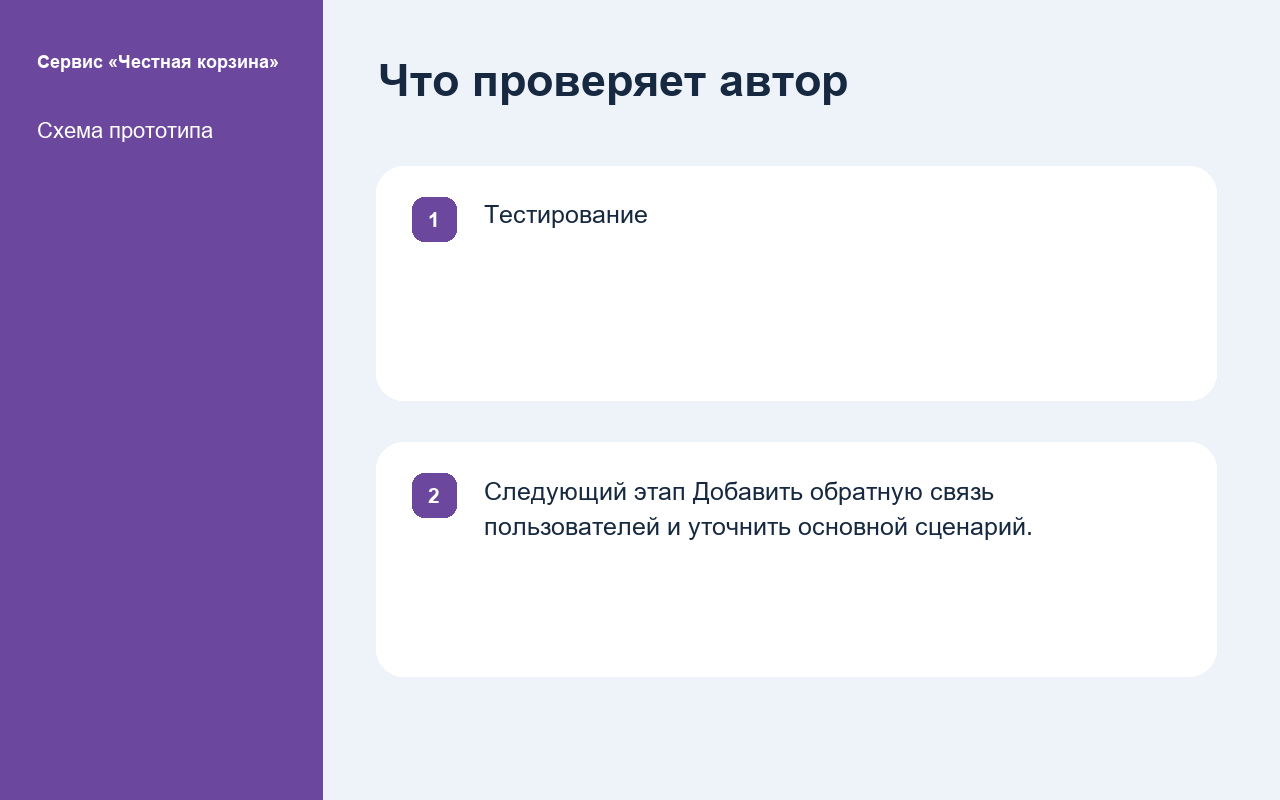 Сервис «Честная корзина»
Схема прототипа
Что проверяет автор
1
Тестирование
2
Следующий этап Добавить обратную связь
пользователей и уточнить основной сценарий.